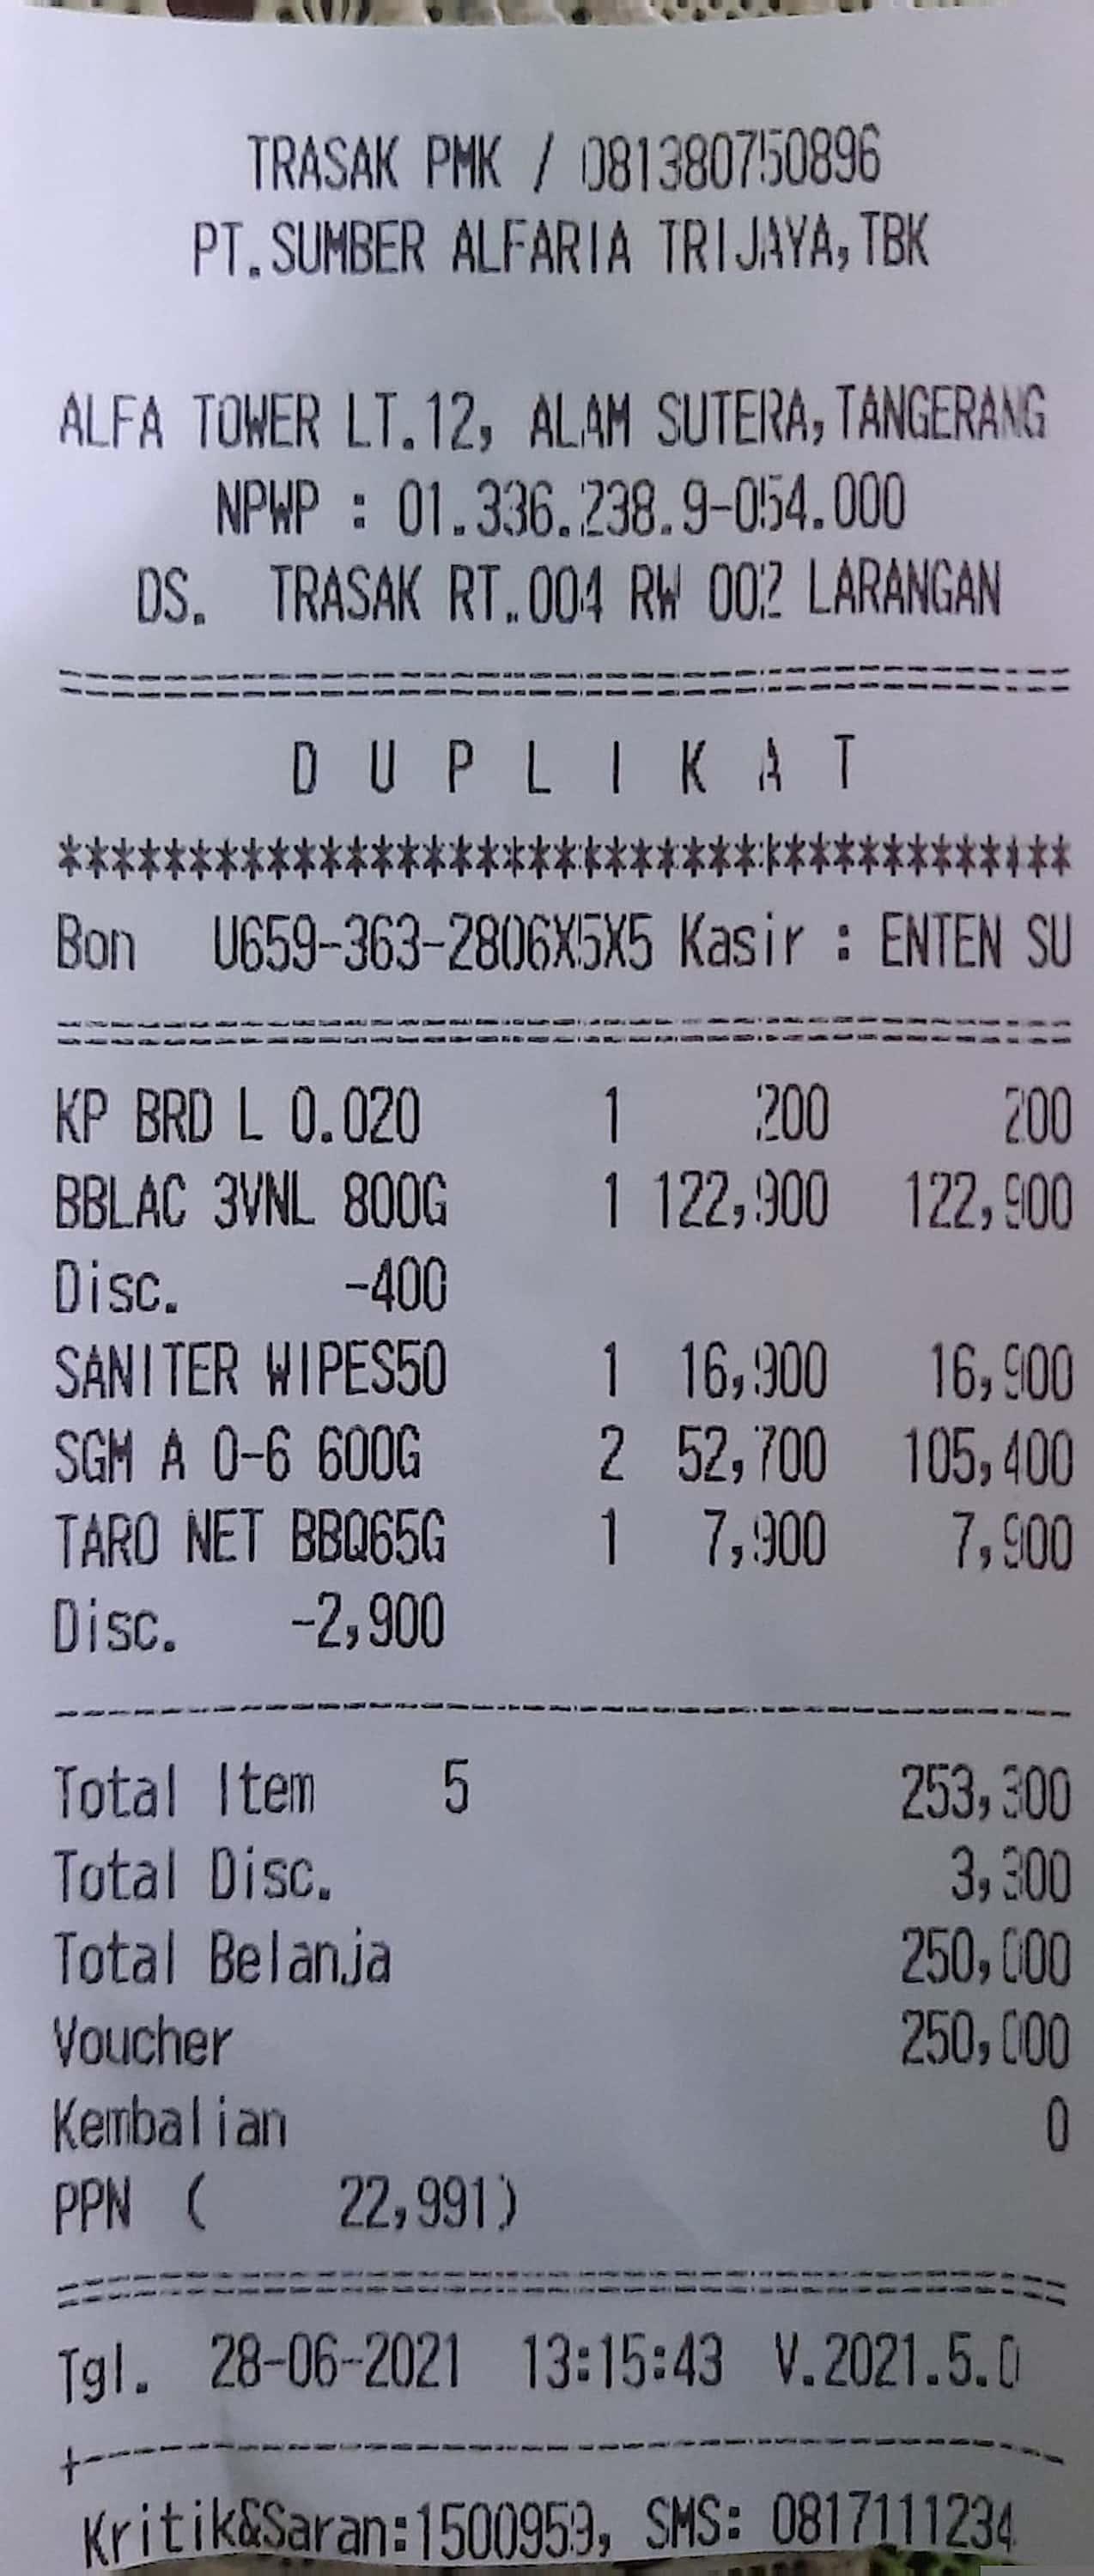 TRASAK PMK / 081380750896
PT.SUMBER ALFARIA TRIJAYA,TBK
ALFA TOWER LT.12, ALAM SUTERA,TANGERANG
NPWP : 01.336.238.9-054.000
DS. TRASAK RT.004 RW 002 LARANGAN
==========================================
D U P L I K A T
***************************************
Bon U659-363-2806X5X5 Kasir : ENTEN SU
==========================================
KP BRD L 0.020 1 200 200
BBLAC 3VNL 800G 1 122,900 122,900
Disc. -400
SANITER WIPES50 1 16,900 16,900
SGM A 0-6 600G 2 52,700 105,400
TARO NET BBQ65G 1 7,900 7,900
Disc. -2,900
---------------------------------------
Total Item 5 253,300
Total Disc. 3,300
Total Belanja 250,000
Voucher 250,000
Kembalian 0
PPN ( 22,991)
==========================================
Tgl. 28-06-2021 13:15:43 V.2021.5.0
+--------------------------------------
Kritik&Saran:1500959, SMS: 0817111234